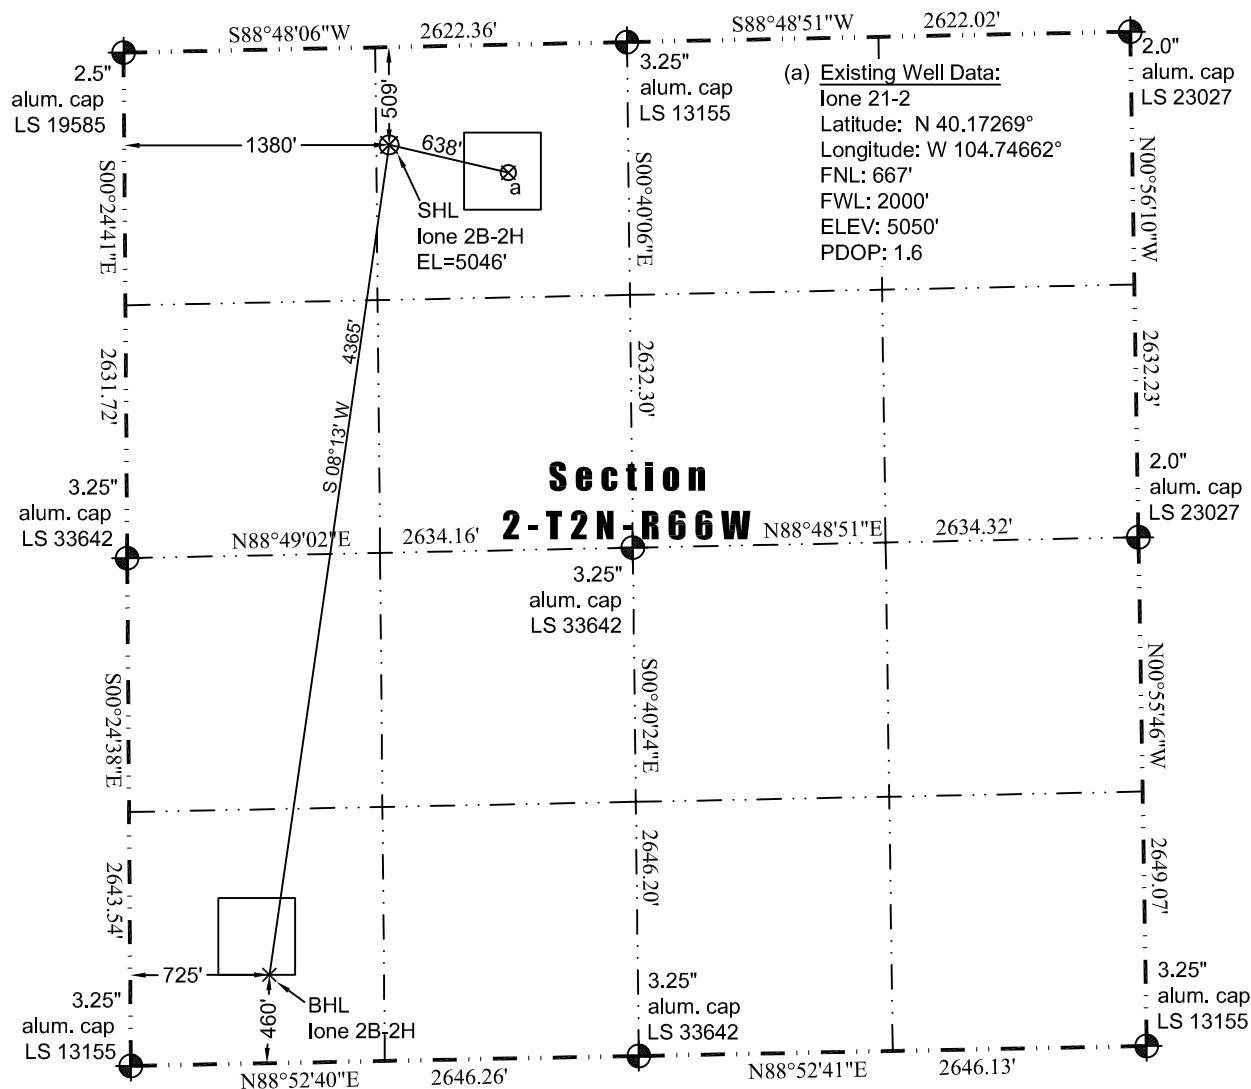 S88°48'06"W 2622.36' S88°48'51"W 2622.02'
2.5"
alum. cap
LS 19585
3.25"
alum. cap
LS 13155
2.0"
alum. cap
LS 23027
(a) Existing Well Data:
Ione 21-2
Latitude: N 40.17269°
Longitude: W 104.74662°
FNL: 667'
FWL: 2000'
ELEV: 5050'
PDOP: 1.6
509'
1380'
638'
a
SHL
Ione 2B-2H
EL=5046'
S00°24'41"E
S00°40'06"E
N00°56'10"W
4365'
S 08°13' W
2631.72'
2632.30'
2632.23'
Section
2-T2N-R66W
3.25"
alum. cap
LS 33642
2.0"
alum. cap
LS 23027
N88°49'02"E 2634.16' N88°48'51"E 2634.32'
3.25"
alum. cap
LS 33642
S00°24'38"E
S00°40'24"E
N00°55'46"W
2643.54'
2646.20'
2649.07'
725'
460'
BHL
Ione 2B-2H
3.25"
alum. cap
LS 13155
3.25"
alum. cap
LS 33642
3.25"
alum. cap
LS 13155
N88°52'40"E 2646.26' N88°52'41"E 2646.13'